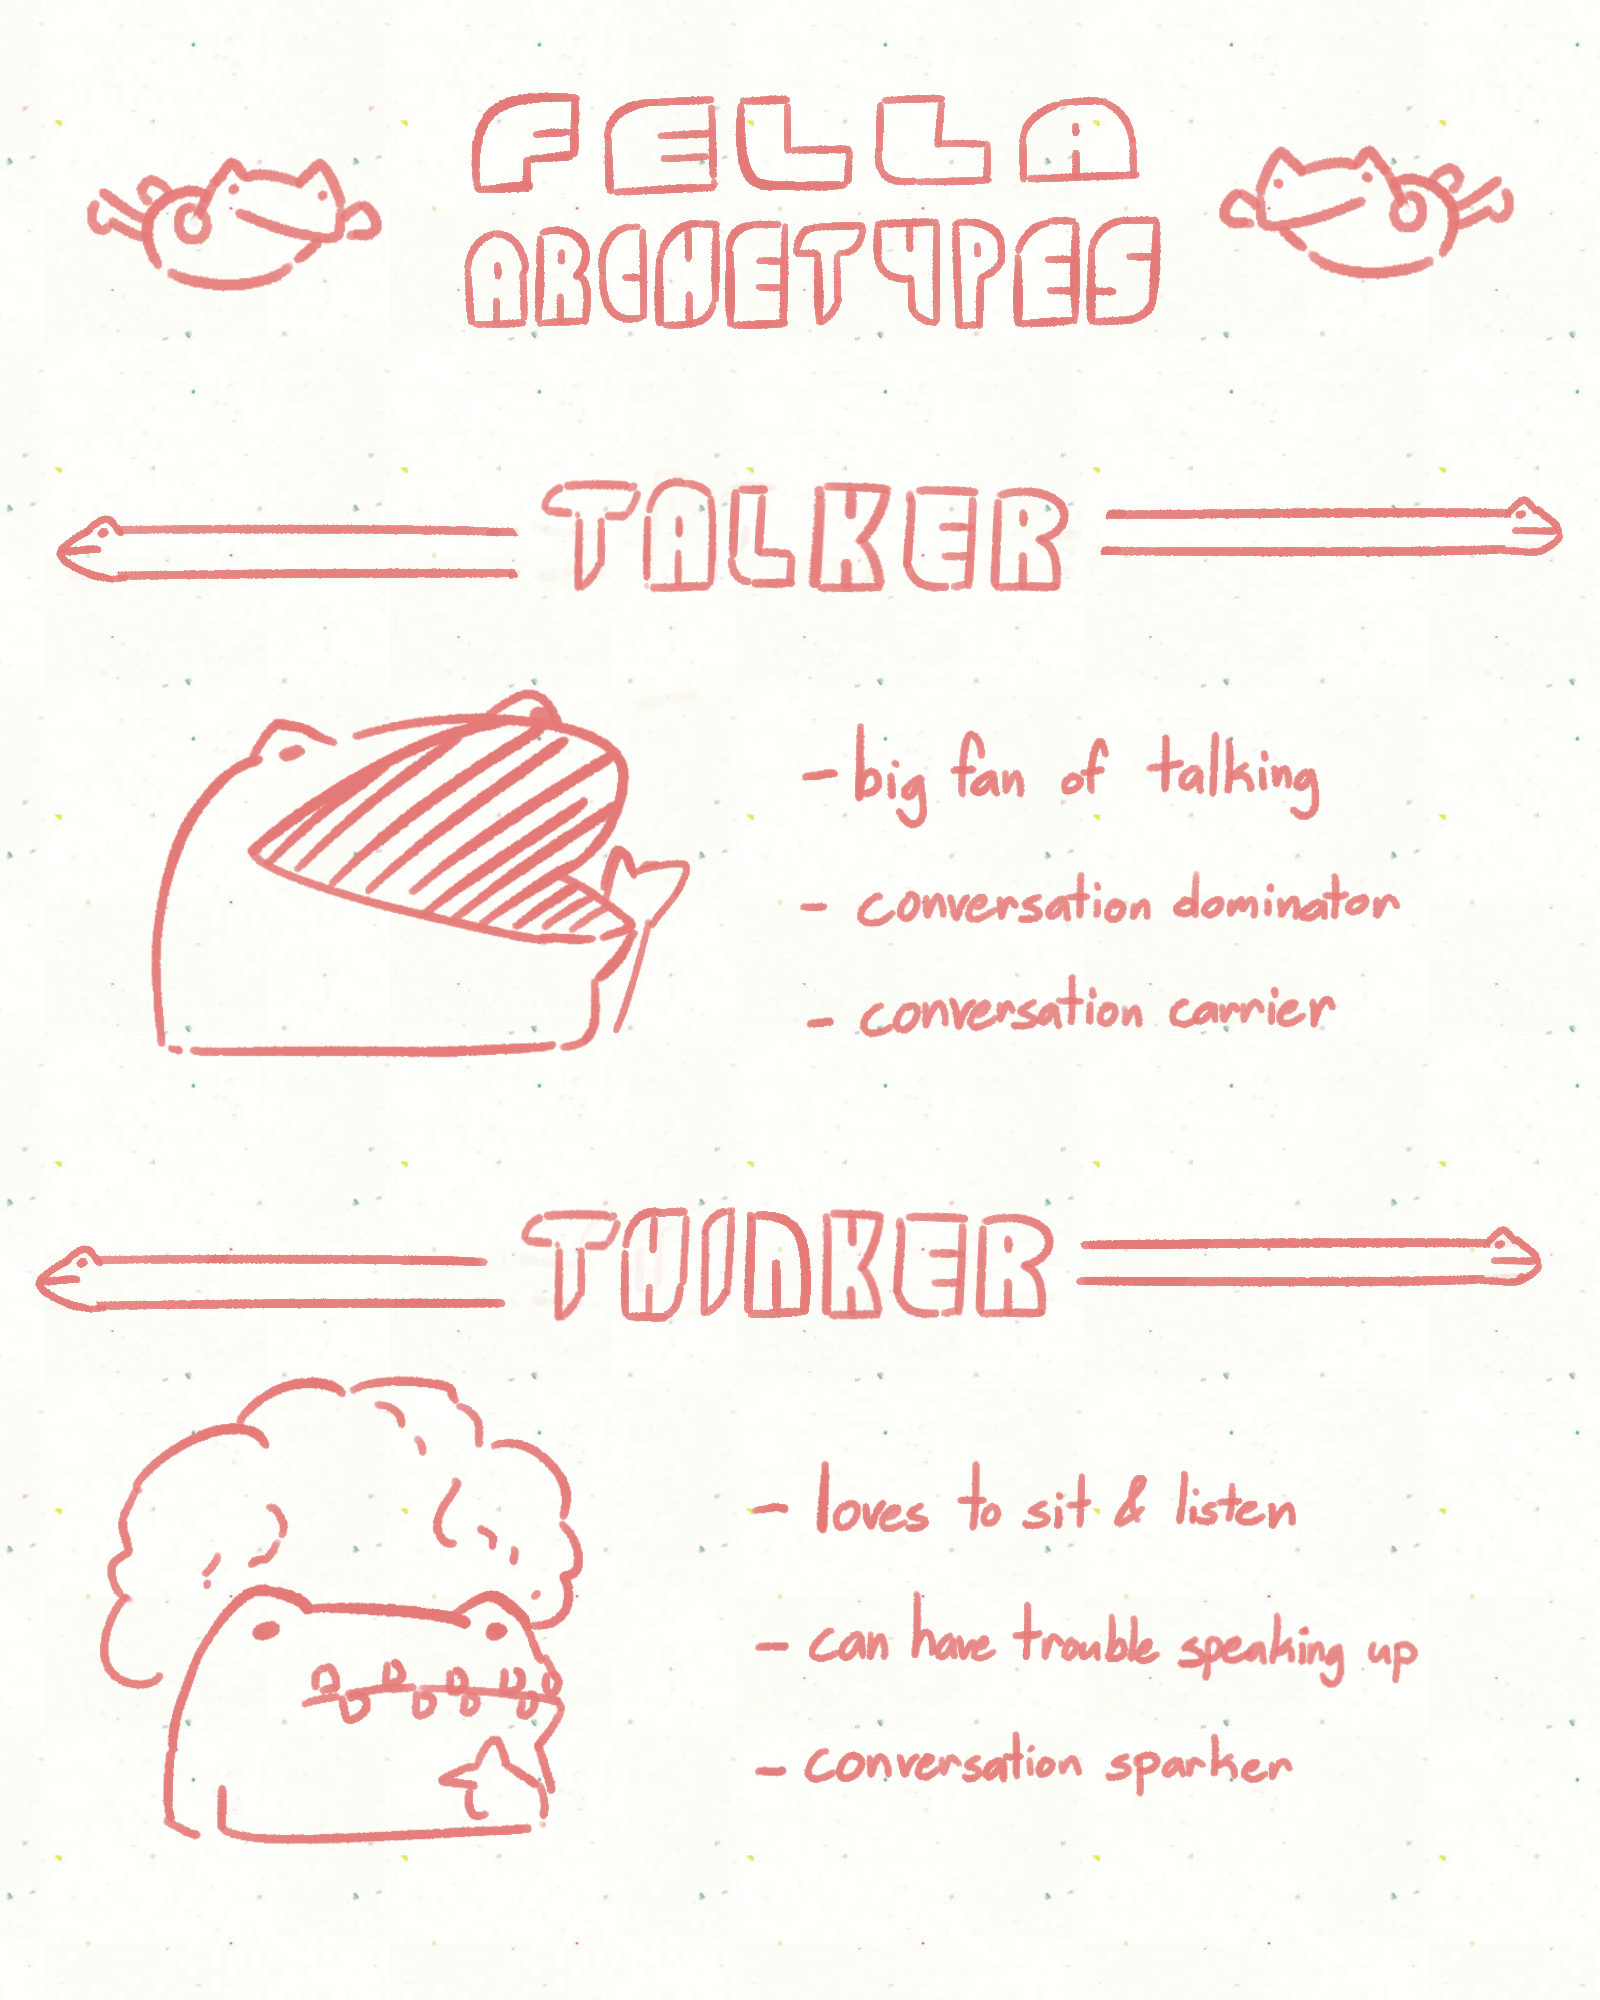 FELLA
ARCHETYPES
TALKER
- big fan of talking
- conversation dominator
- conversation carrier
THINKER
- loves to sit & listen
- can have trouble speaking up
- conversation sparker